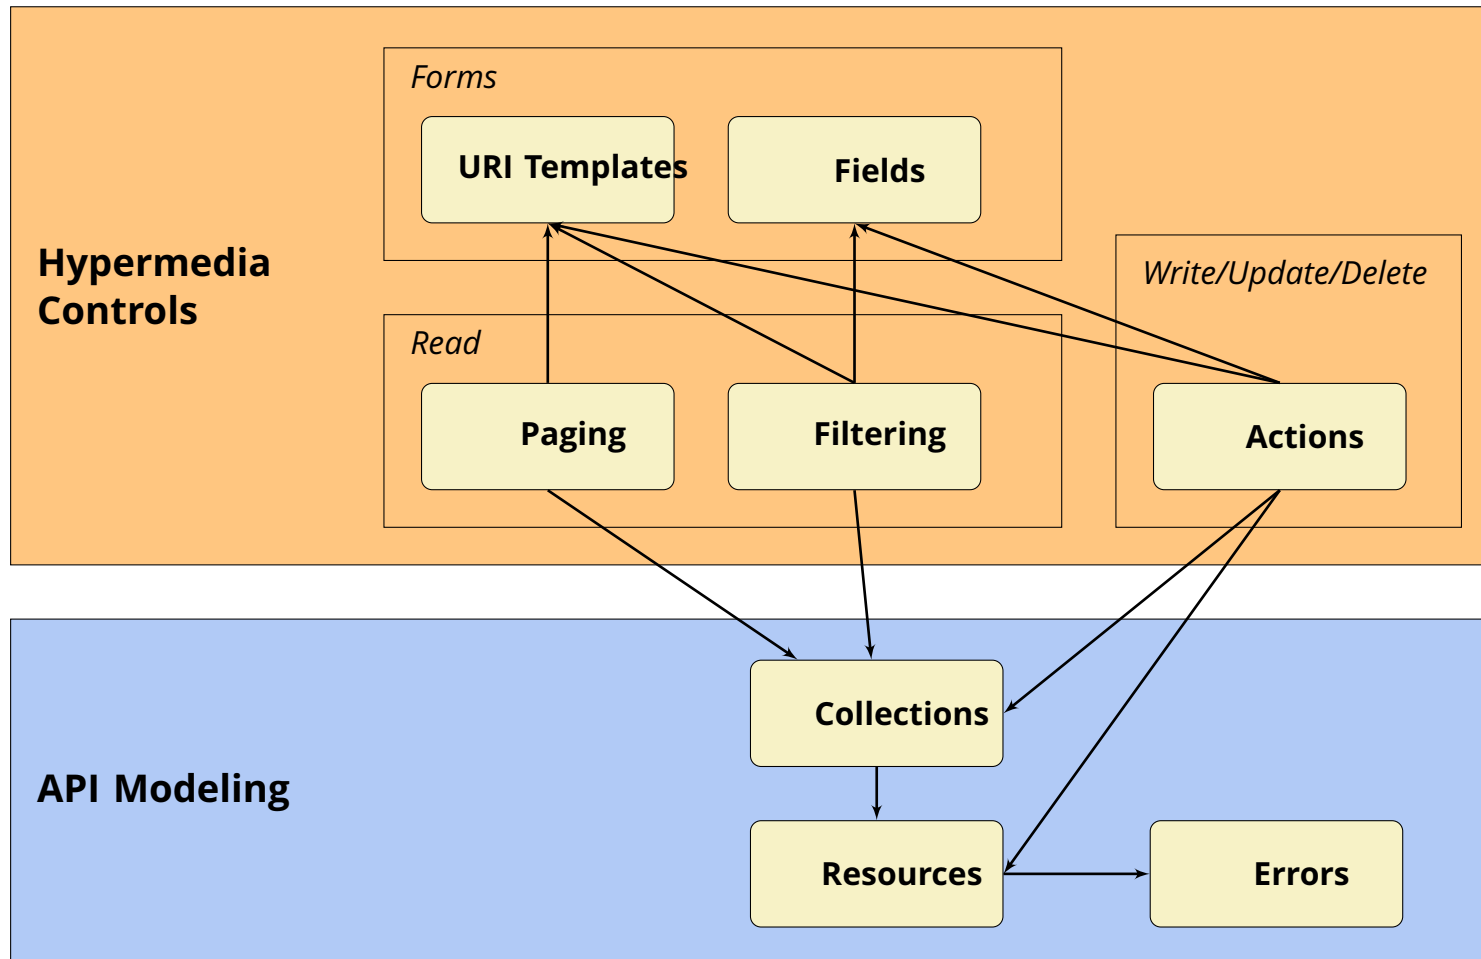 Forms
URI Templates
Fields
Hypermedia
Controls
Write/Update/Delete
Read
Paging
Filtering
Actions
Collections
API Modeling
Resources
Errors